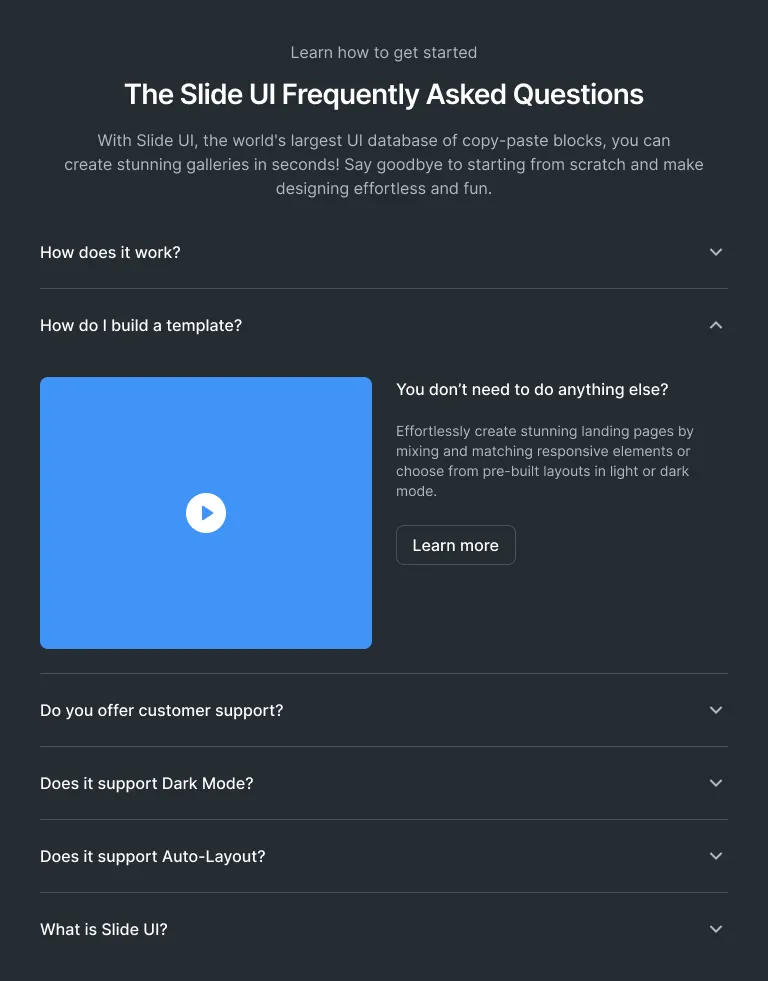 Learn how to get started
The Slide UI Frequently Asked Questions
With Slide UI, the world's largest UI database of copy-paste blocks, you can
create stunning galleries in seconds! Say goodbye to starting from scratch and make
designing effortless and fun.
How does it work?
How do I build a template?
You don’t need to do anything else?
Effortlessly create stunning landing pages by
mixing and matching responsive elements or
choose from pre-built layouts in light or dark
mode.
Learn more
Do you offer customer support?
Does it support Dark Mode?
Does it support Auto-Layout?
What is Slide UI?